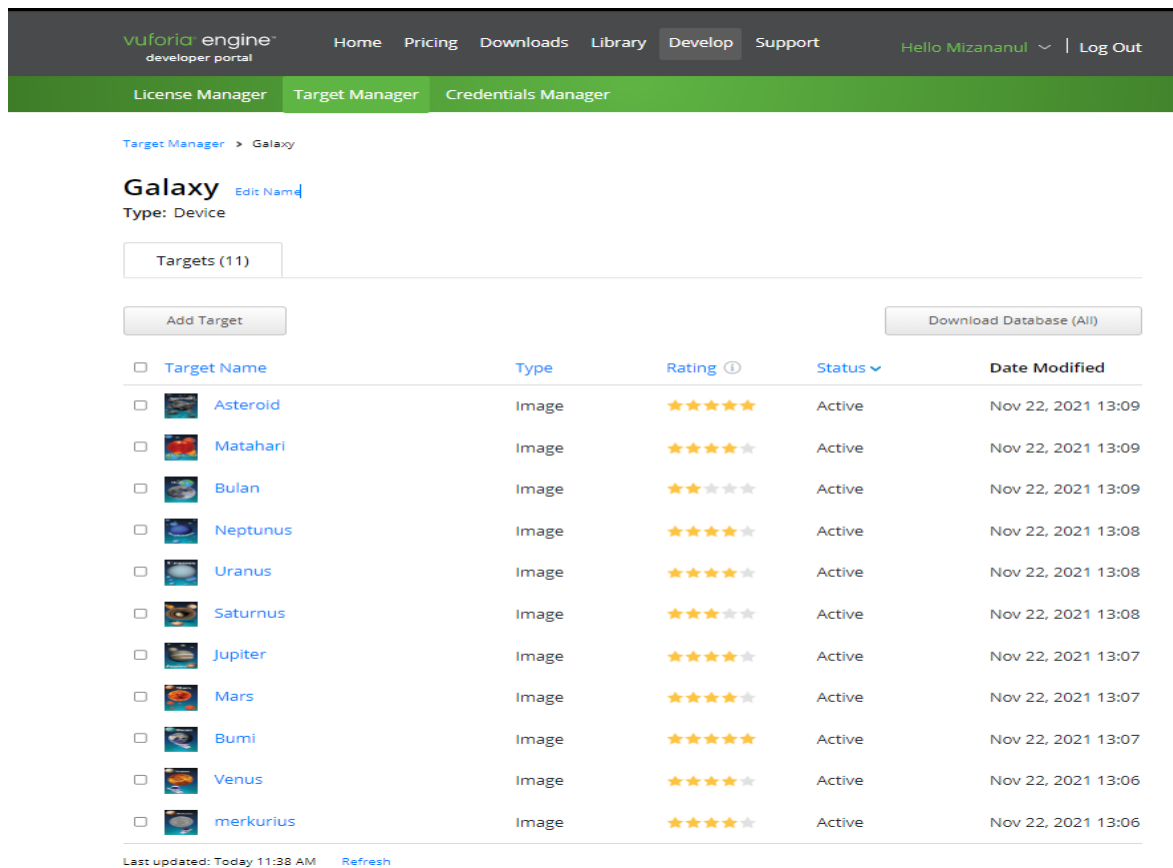 vuforia engine™ Home Pricing Downloads Library Develop Support Hello Mizananul | Log Out
developer portal
License Manager Target Manager Credentials Manager
Target Manager > Galaxy
Galaxy Edit Name
Type: Device
Targets (11)
Add Target Download Database (All)
Target Name Type Rating Status Date Modified
Asteroid Image Active Nov 22, 2021 13:09
Matahari Image Active Nov 22, 2021 13:09
Bulan Image Active Nov 22, 2021 13:09
Neptunus Image Active Nov 22, 2021 13:08
Uranus Image Active Nov 22, 2021 13:08
Saturnus Image Active Nov 22, 2021 13:08
Jupiter Image Active Nov 22, 2021 13:07
Mars Image Active Nov 22, 2021 13:07
Bumi Image Active Nov 22, 2021 13:07
Venus Image Active Nov 22, 2021 13:06
merkurius Image Active Nov 22, 2021 13:06
Last updated: Today 11:38 AM Refresh